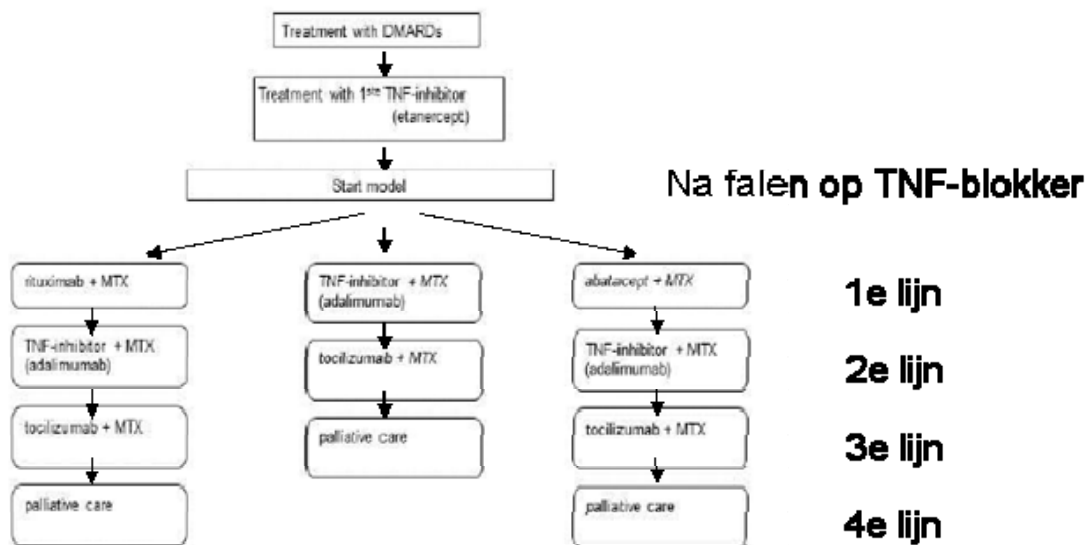 Treatment with DMARDs
Treatment with 1ste TNF-inhibitor
(etanercept)
Start model
Na falen op TNF-blokker
rituximab + MTX
TNF-inhibitor + MTX
(adalimumab)
abatacept + MTX
1e lijn
TNF-inhibitor + MTX
(adalimumab)
tocilizumab + MTX
TNF-inhibitor + MTX
(adalimumab)
2e lijn
tocilizumab + MTX
palliative care
tocilizumab + MTX
3e lijn
palliative care
palliative care
4e lijn